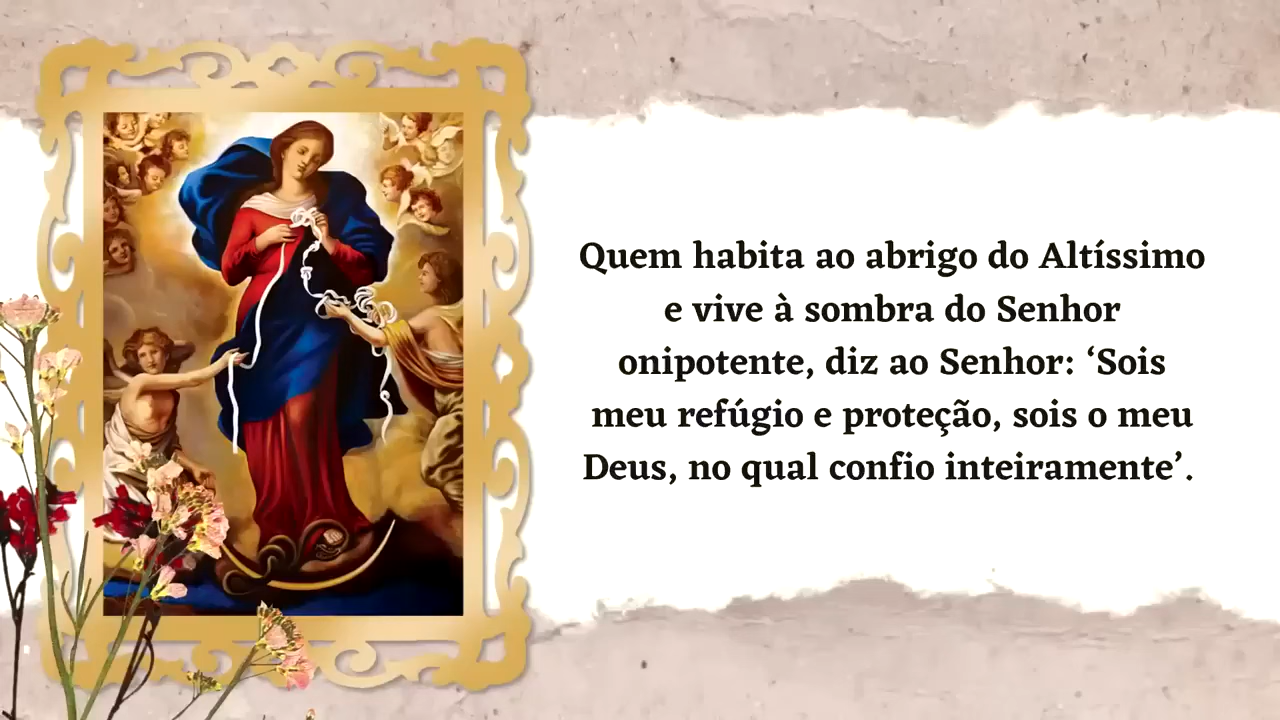 Quem habita ao abrigo do Altíssimo
e vive à sombra do Senhor
onipotente, diz ao Senhor: ‘Sois
meu refúgio e proteção, sois o meu
Deus, no qual confio inteiramente’.